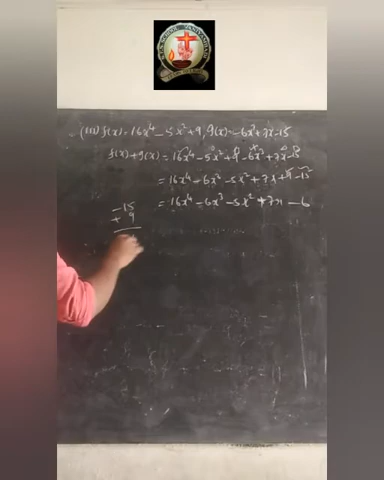 (iii) f(x) = 16x⁴ - 5x² + 9, g(x) = -6x³ + 7x - 15
f(x) + g(x) = 16x⁴ - 5x² + 9 - 6x³ + 7x - 15
= 16x⁴ - 6x³ - 5x² + 7x + 9 - 15
= 16x⁴ - 6x³ - 5x² + 7x - 6
-15
+ 9